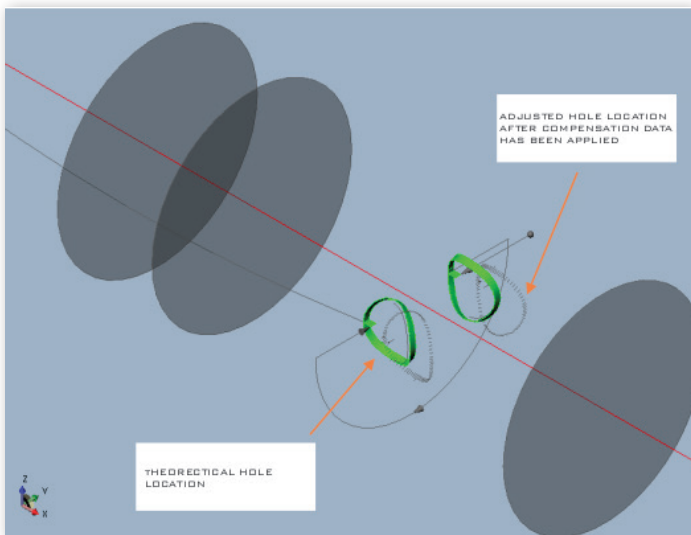 ADJUSTED HOLE LOCATION
AFTER COMPENSATION DATA
HAS BEEN APPLIED
THEORECTICAL HOLE
LOCATION
Z
Y
X